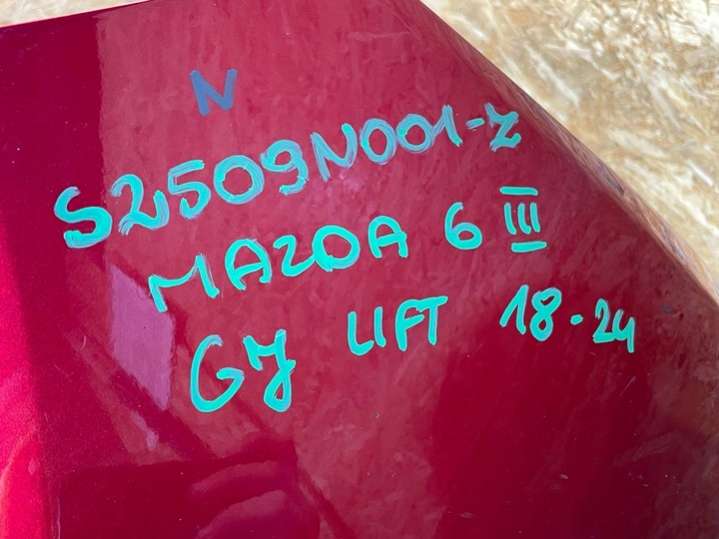 N
S2509N001-Z
MAZDA 6 III
GJ LIFT 18-24